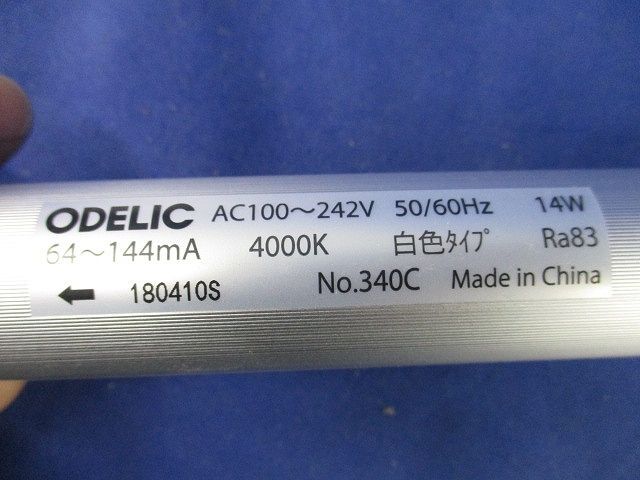 ODELIC AC100～242V 50/60Hz 14W
64～144mA 4000K 白色ﾀｲﾌﾟ Ra83
← 180410S No.340C Made in China